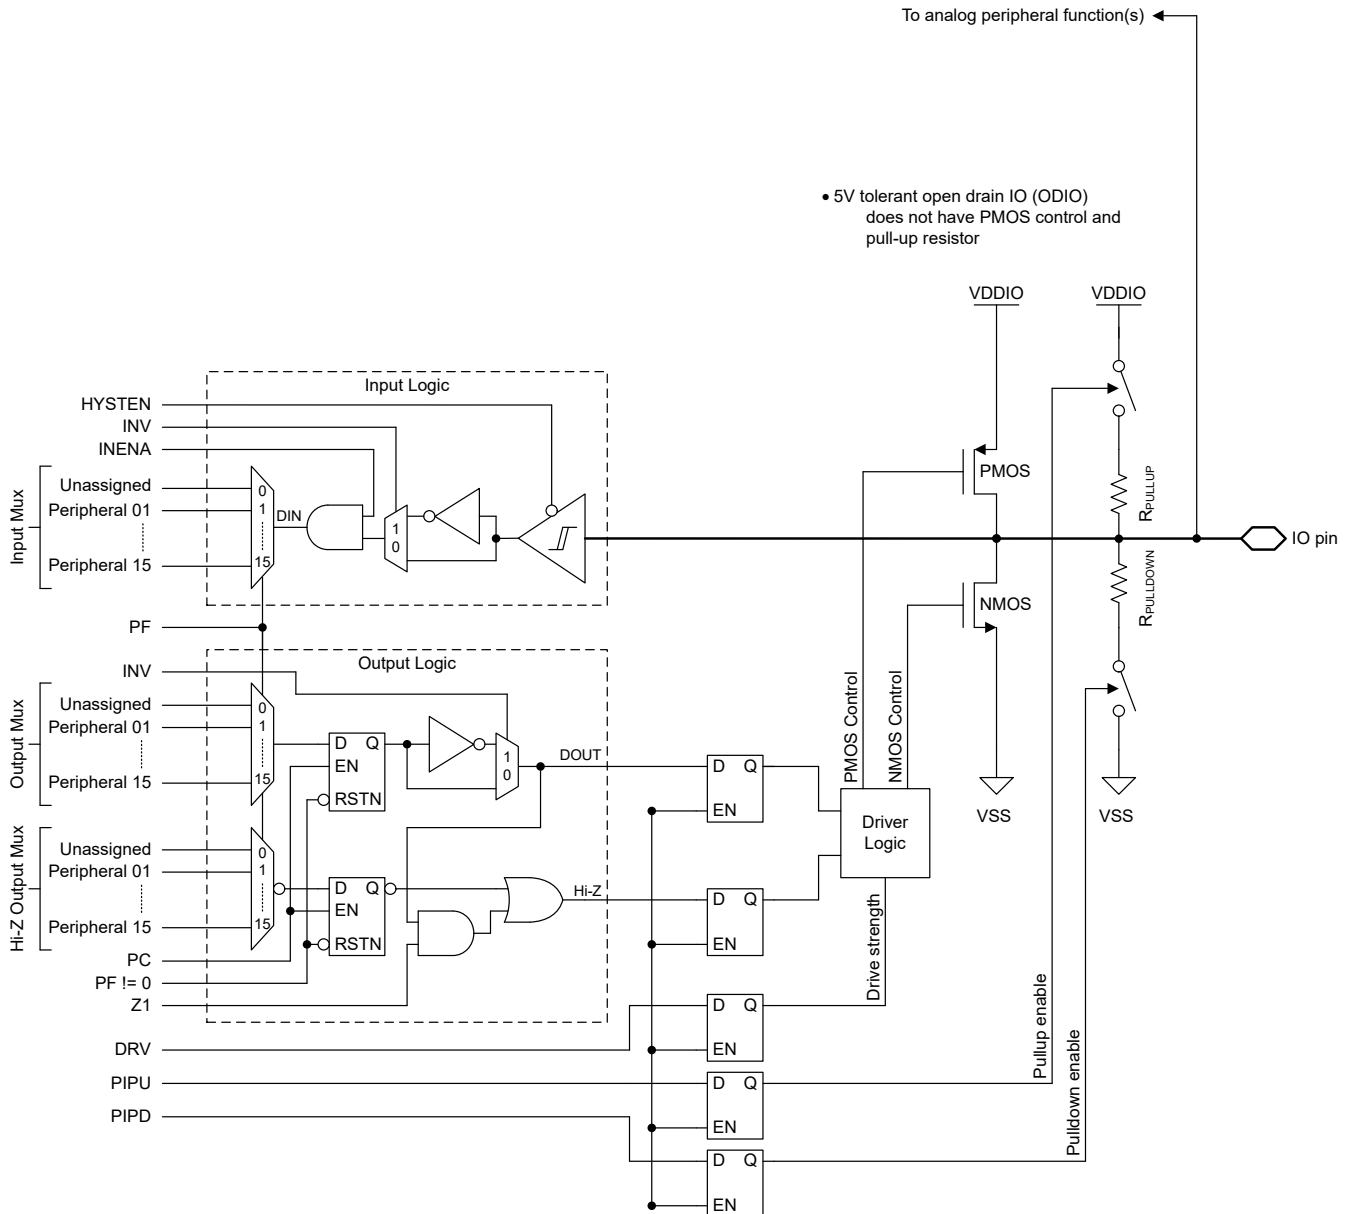 To analog peripheral function(s)
• 5V tolerant open drain IO (ODIO)
does not have PMOS control and
pull-up resistor
VDDIO
VDDIO
Input Logic
HYSTEN
INV
INENA
Input Mux
Unassigned
Peripheral 01
Peripheral 15
0
1
15
DIN
1
0
PMOS
RPULLUP
IO pin
NMOS
RPULLDOWN
PF
Output Logic
INV
Output Mux
Unassigned
Peripheral 01
Peripheral 15
0
1
15
D Q
EN
RSTN
1
0
DOUT
D Q
EN
PMOS Control
NMOS Control
Driver
Logic
VSS
VSS
Hi-Z Output Mux
Unassigned
Peripheral 01
Peripheral 15
0
1
15
D Q
EN
RSTN
Hi-Z
D Q
EN
Drive strength
PC
PF != 0
Z1
DRV
D Q
EN
PIPU
D Q
EN
Pullup enable
PIPD
D Q
EN
Pulldown enable